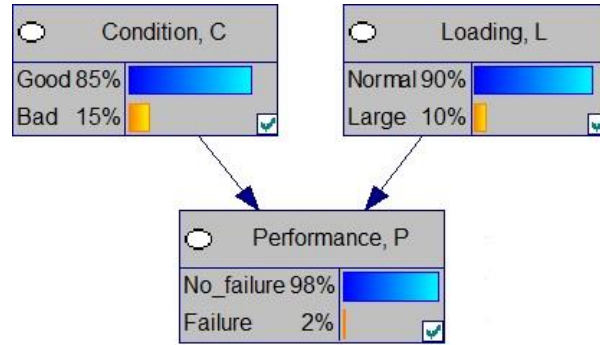 Condition, C
Good 85%
Bad 15%
Loading, L
Normal 90%
Large 10%
Performance, P
No_failure 98%
Failure 2%